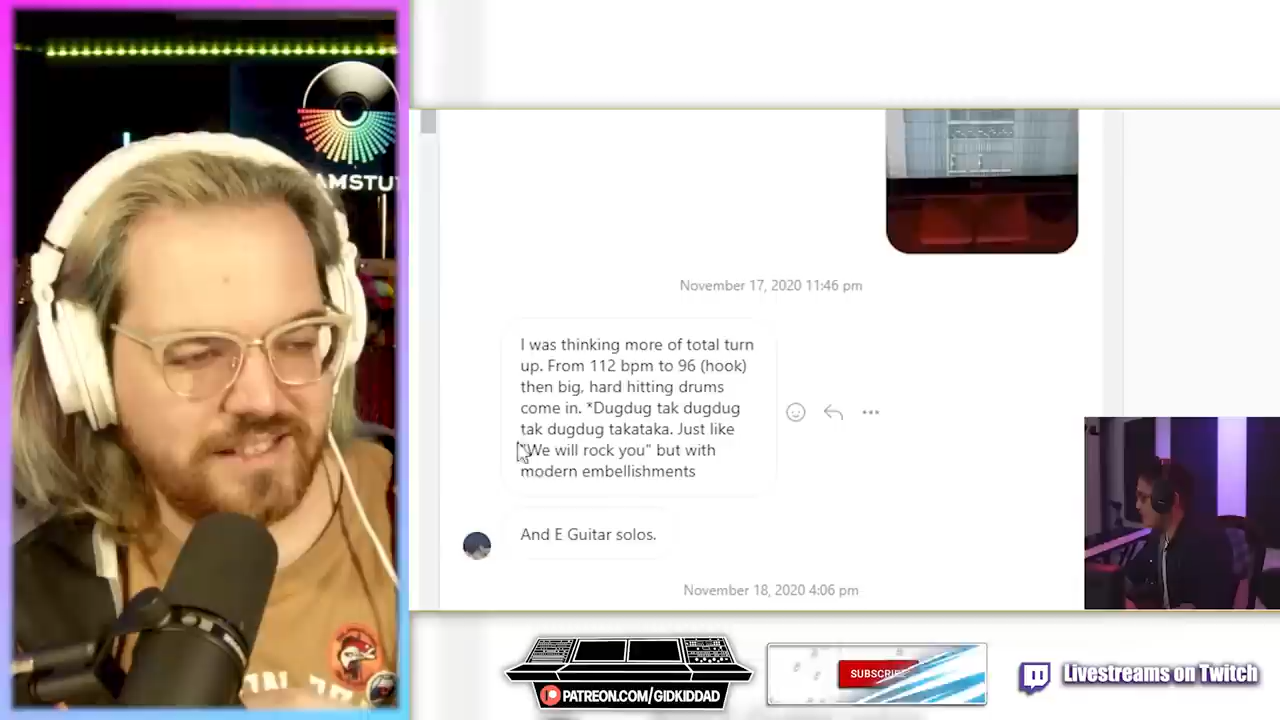 AMSTU
November 17, 2020 11:46 pm
I was thinking more of total turn
up. From 112 bpm to 96 (hook)
then big, hard hitting drums
come in. *Dugdug tak dugdug
tak dugdug takataka. Just like
"We will rock you" but with
modern embellishments
And E Guitar solos.
November 18, 2020 4:06 pm
PATREON.COM/GIDKIDDAD
SUBSCRIBE
Livestreams on Twitch